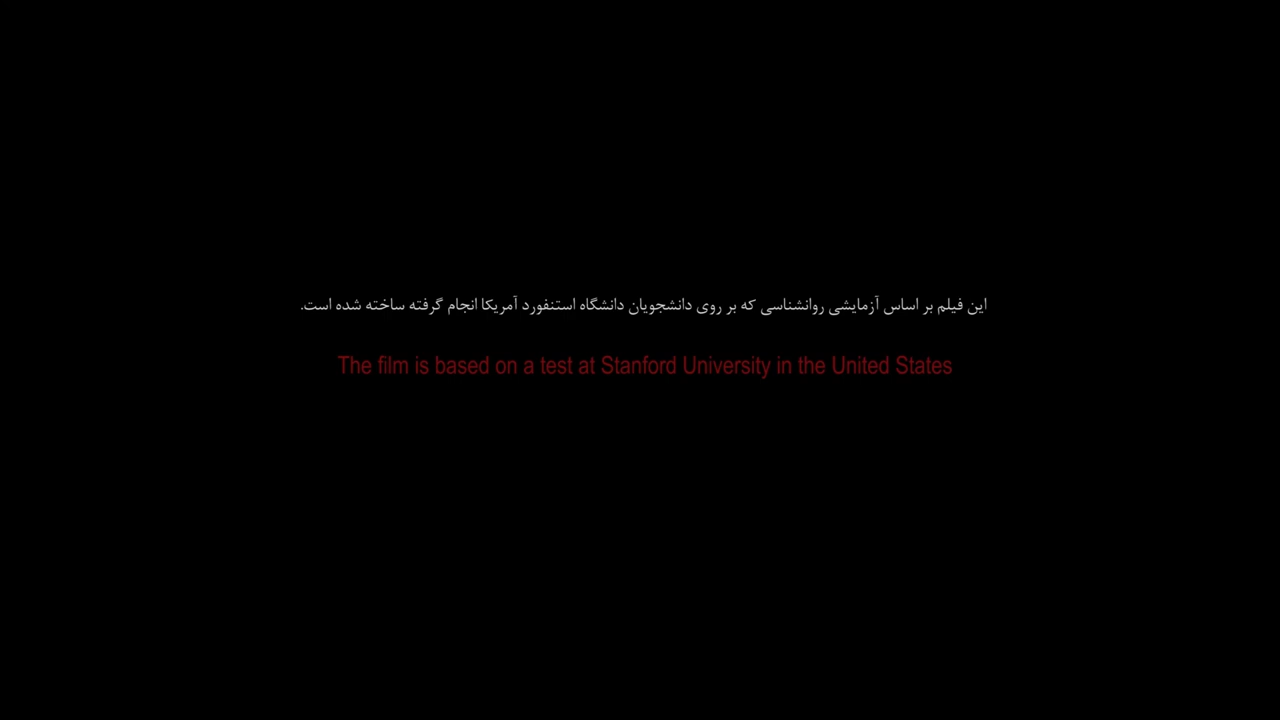 این فیلم بر اساس آزمایشی روانشناسی که بر روی دانشجویان دانشگاه استنفورد آمریکا انجام گرفته ساخته شده است.
The film is based on a test at Stanford University in the United States